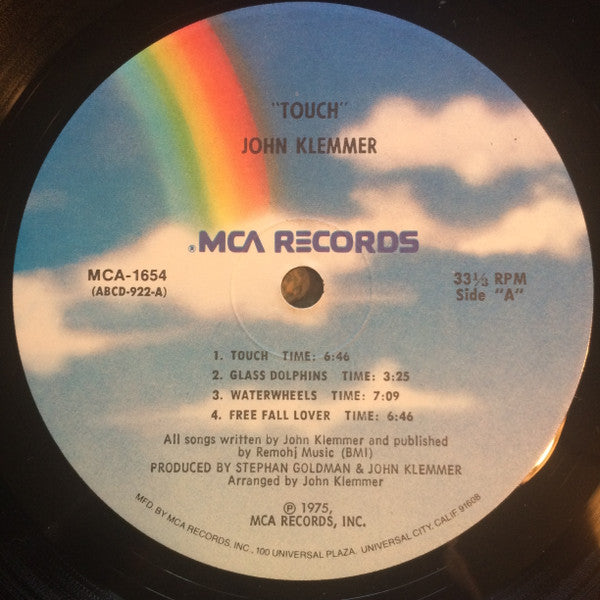 "TOUCH"
JOHN KLEMMER
® MCA RECORDS
MCA-1654
(ABCD-922-A)
33⅓ RPM
Side "A"
1. TOUCH TIME: 6:46
2. GLASS DOLPHINS TIME: 3:25
3. WATERWHEELS TIME: 7:09
4. FREE FALL LOVER TIME: 6:46
All songs written by John Klemmer and published
by Remohj Music (BMI)
PRODUCED BY STEPHAN GOLDMAN & JOHN KLEMMER
Arranged by John Klemmer
℗ 1975,
MCA RECORDS, INC.
MFD. BY MCA RECORDS, INC., 100 UNIVERSAL PLAZA, UNIVERSAL CITY, CALIF 91608